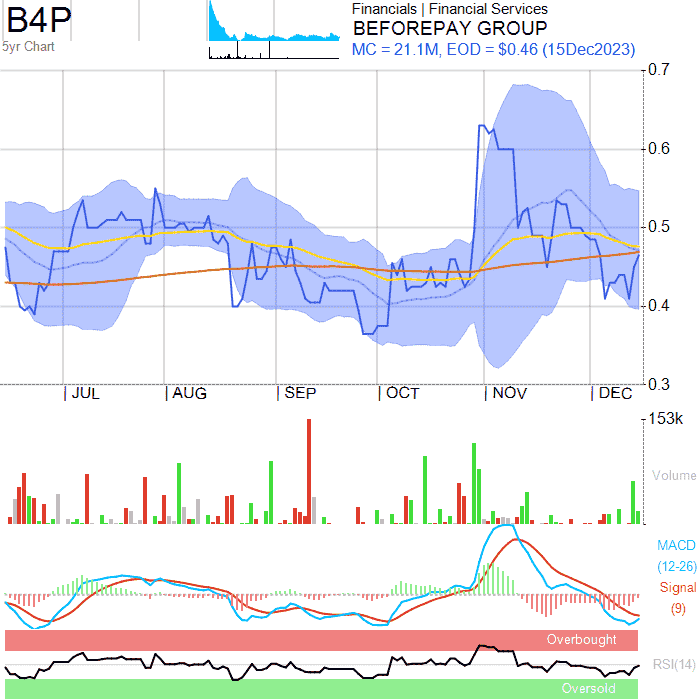 B4P
5yr Chart
Financials | Financial Services
BEFOREPAY GROUP
MC = 21.1M, EOD = $0.46 (15Dec2023)
0.7
0.6
0.5
0.4
0.3
| JUL | AUG | SEP | OCT | NOV | DEC
153k
Volume
MACD
(12-26)
Signal
(9)
Overbought
RSI(14)
Oversold